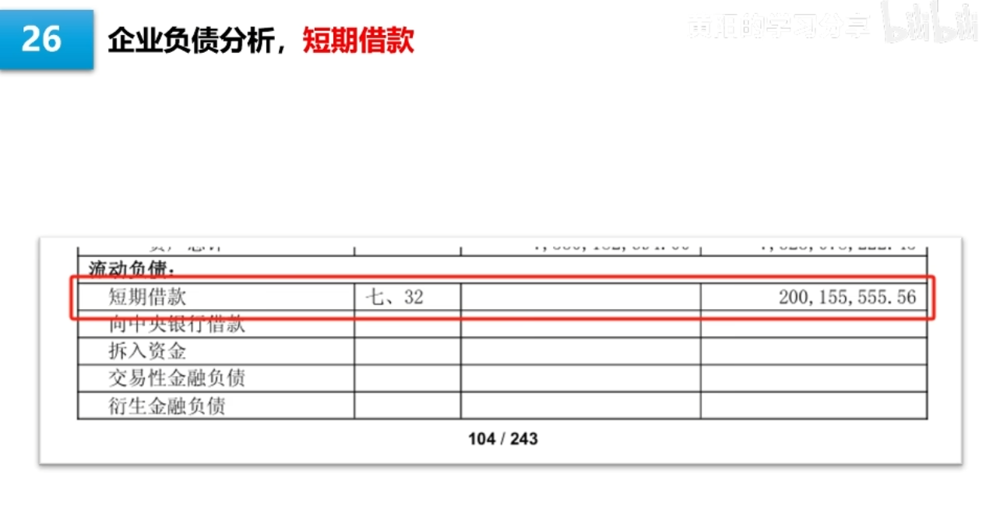 26
企业负债分析，短期借款
黄阳的学习分享 bilibili
流动负债：
短期借款 七、32 200,155,555.56
向中央银行借款
拆入资金
交易性金融负债
衍生金融负债
104 / 243